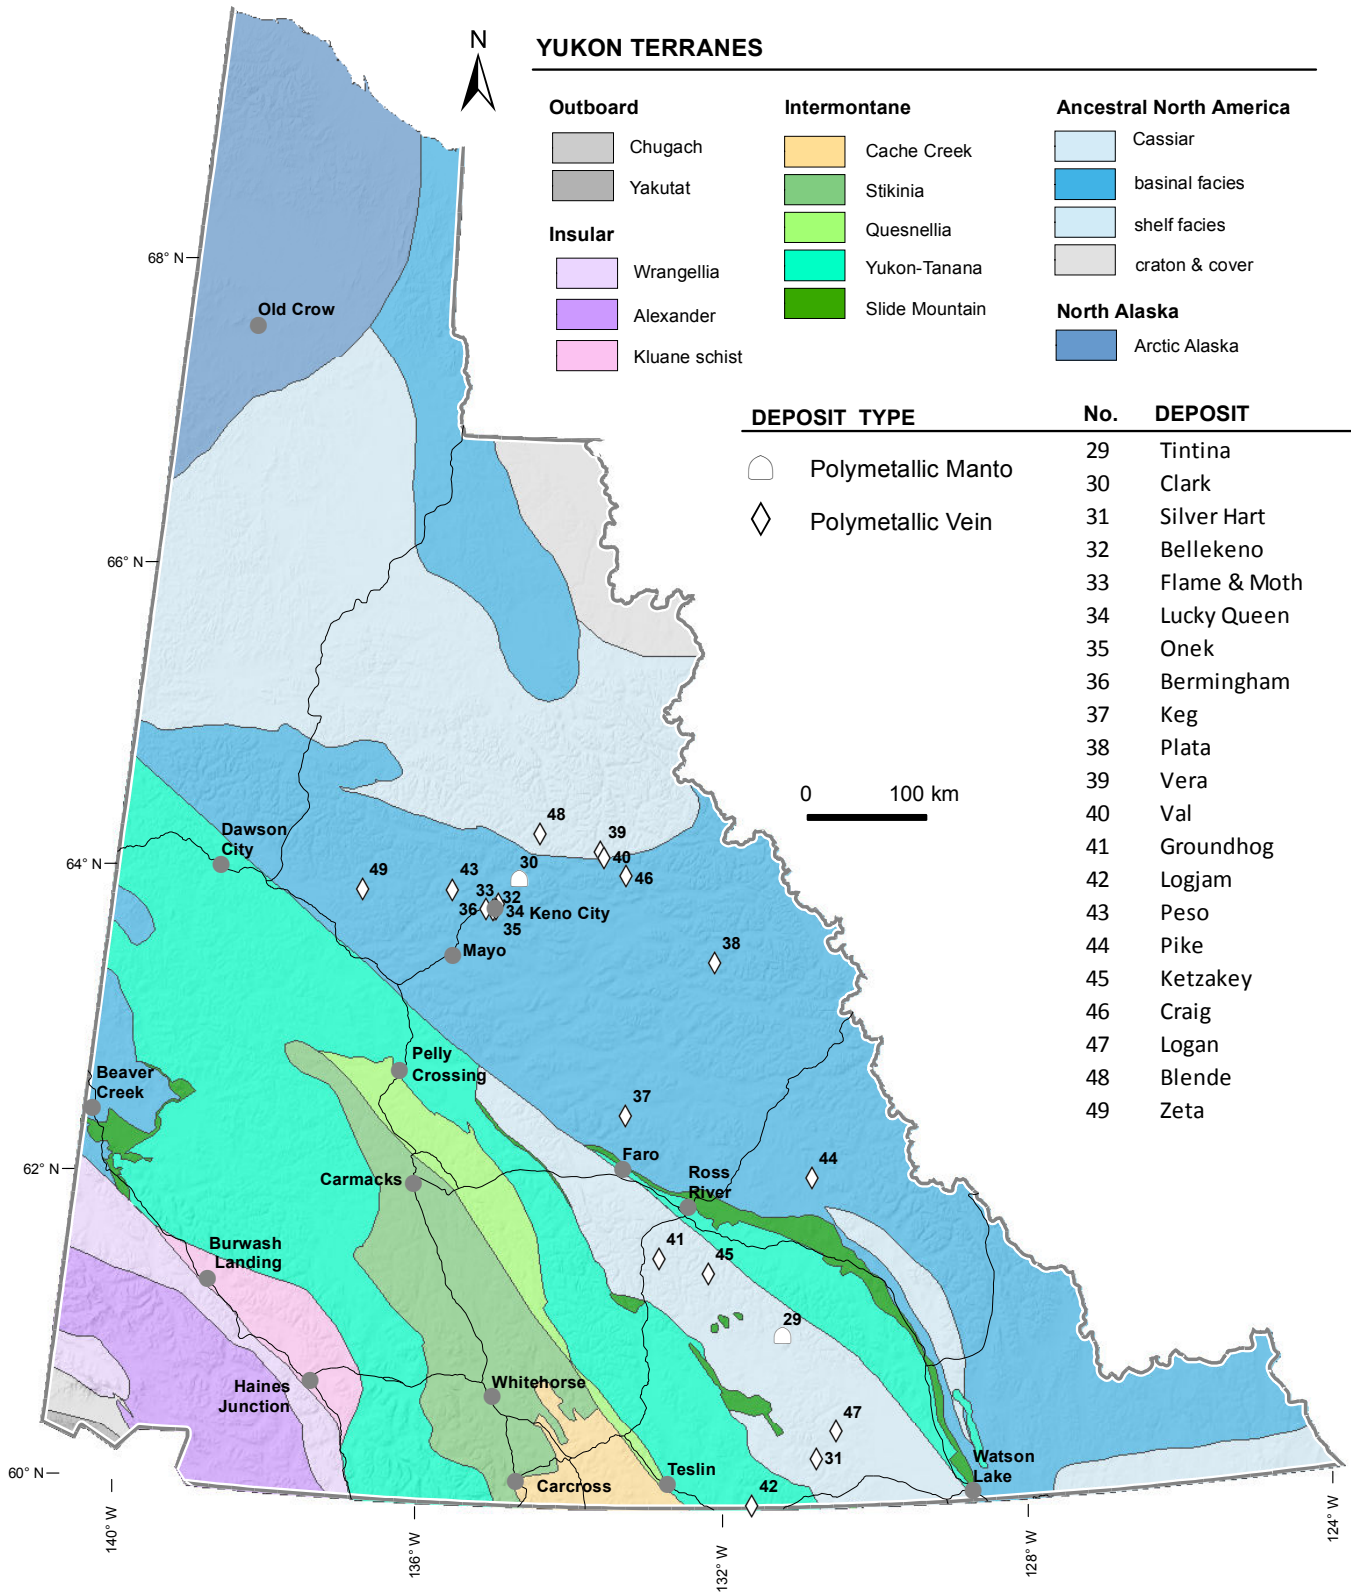 N
YUKON TERRANES
Outboard
Chugach
Yakutat
Insular
Wrangellia
Alexander
Kluane schist
Intermontane
Cache Creek
Stikinia
Quesnellia
Yukon-Tanana
Slide Mountain
Ancestral North America
Cassiar
basinal facies
shelf facies
craton & cover
North Alaska
Arctic Alaska
DEPOSIT TYPE
Polymetallic Manto
Polymetallic Vein
No. DEPOSIT
29 Tintina
30 Clark
31 Silver Hart
32 Bellekeno
33 Flame & Moth
34 Lucky Queen
35 Onek
36 Bermingham
37 Keg
38 Plata
39 Vera
40 Val
41 Groundhog
42 Logjam
43 Peso
44 Pike
45 Ketzakey
46 Craig
47 Logan
48 Blende
49 Zeta
0 100 km
68° N
Old Crow
66° N
64° N
Dawson
City
48
39
40
46
30
49
43
33
32
36
34
Keno City
35
Mayo
38
Pelly
Crossing
Beaver
Creek
37
62° N
Faro
Ross
River
44
Carmacks
Burwash
Landing
41
45
29
Haines
Junction
Whitehorse
47
31
60° N
Carcross
Teslin
42
Watson
Lake
140° W
136° W
132° W
128° W
124° W